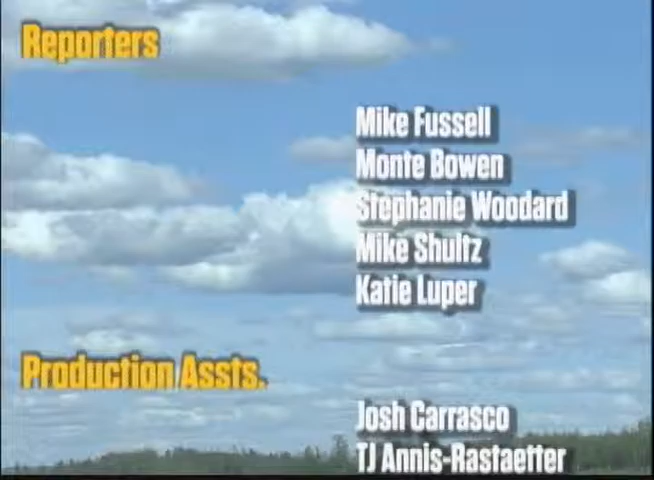 Reporters
Mike Fussell
Monte Bowen
Stephanie Woodard
Mike Shultz
Katie Luper
Production Assts.
Josh Carrasco
TJ Annis-Rastaetter